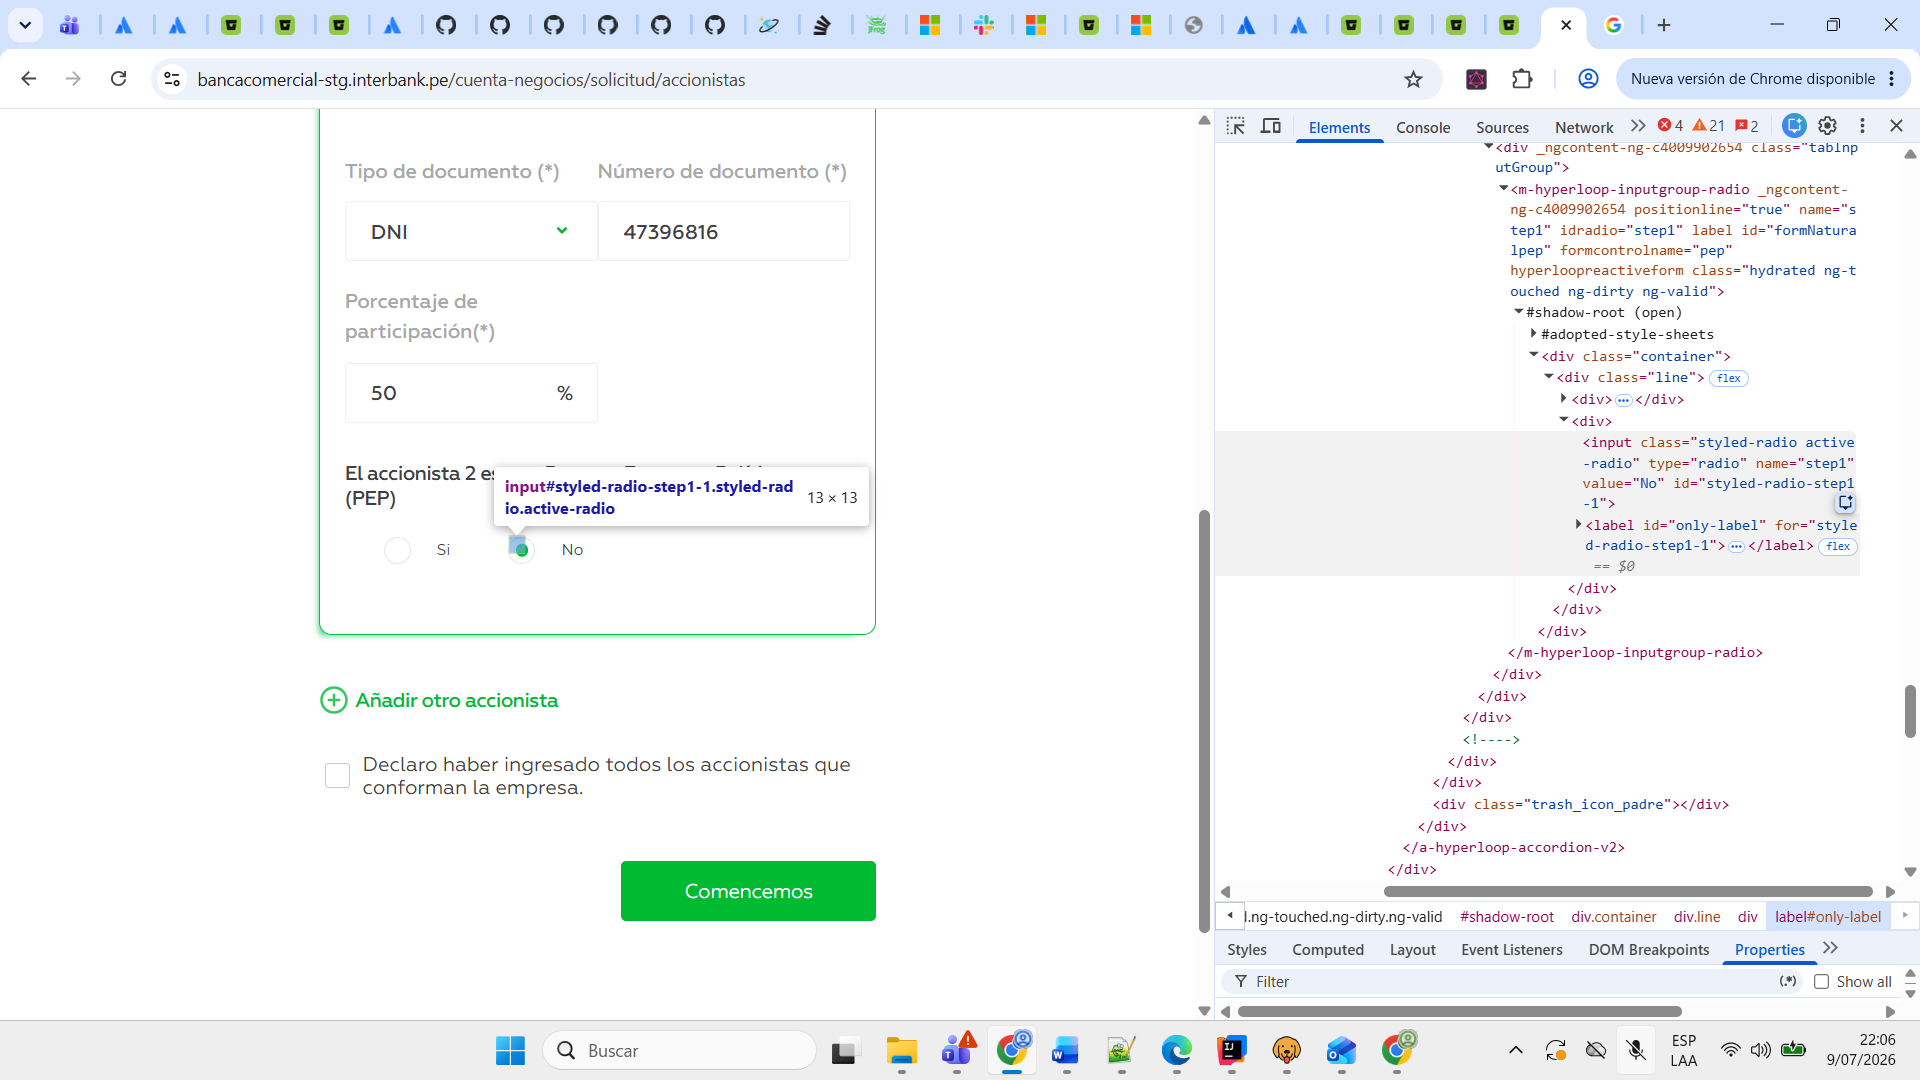 bancacomercial-stg.interbank.pe/cuenta-negocios/solicitud/accionistas
Nueva versión de Chrome disponible
Tipo de documento (*)
Número de documento (*)
DNI
47396816
Porcentaje de
participación(*)
50
%
El accionista 2 es
(PEP)
input#styled-radio-step1-1.styled-rad
io.active-radio
13 × 13
Si
No
Añadir otro accionista
Declaro haber ingresado todos los accionistas que
conforman la empresa.
Comencemos
Elements
Console
Sources
Network
4
21
2
<div _ngcontent-ng-c4009902654 class="tabInp
utGroup">
<m-hyperloop-inputgroup-radio _ngcontent-
ng-c4009902654 positionline="true" name="s
tep1" idradio="step1" label id="formNatura
lpep" formcontrolname="pep"
hyperloopreactiveform class="hydrated ng-t
ouched ng-dirty ng-valid">
#shadow-root (open)
#adopted-style-sheets
<div class="container">
<div class="line"> flex
<div> … </div>
<div>
<input class="styled-radio active
-radio" type="radio" name="step1"
value="No" id="styled-radio-step1
-1">
<label id="only-label" for="style
d-radio-step1-1"> … </label> flex
== $0
</div>
</div>
</div>
</m-hyperloop-inputgroup-radio>
</div>
</div>
</div>
<!---->
</div>
</div>
<div class="trash_icon_padre"></div>
</div>
</a-hyperloop-accordion-v2>
</div>
l.ng-touched.ng-dirty.ng-valid
#shadow-root
div.container
div.line
div
label#only-label
Styles
Computed
Layout
Event Listeners
DOM Breakpoints
Properties
Filter
(.*)
Show all
Buscar
ESP
LAA
22:06
9/07/2026